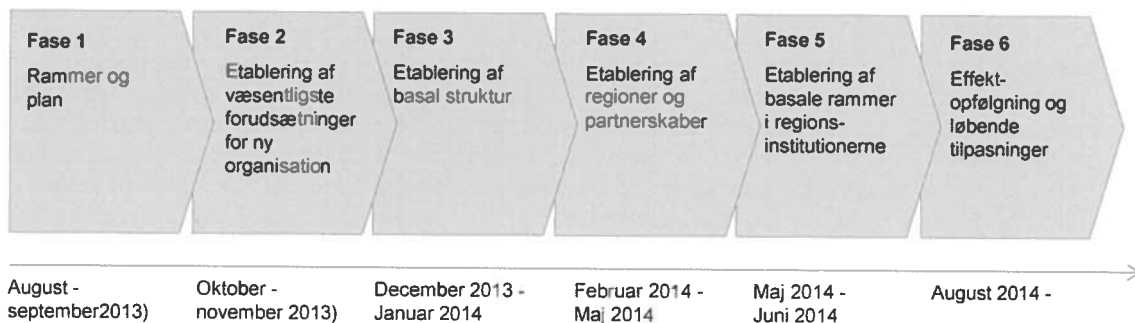 Fase 1
Rammer og
plan
Fase 2
Etablering af
væsentligste
forudsætninger
for ny
organisation
Fase 3
Etablering af
basal struktur
Fase 4
Etablering af
regioner og
partnerskaber
Fase 5
Etablering af
basale rammer
i regions-
institutionerne
Fase 6
Effekt-
opfølgning og
løbende
tilpasninger
August -
september2013)
Oktober -
november 2013)
December 2013 -
Januar 2014
Februar 2014 -
Maj 2014
Maj 2014 -
Juni 2014
August 2014 -